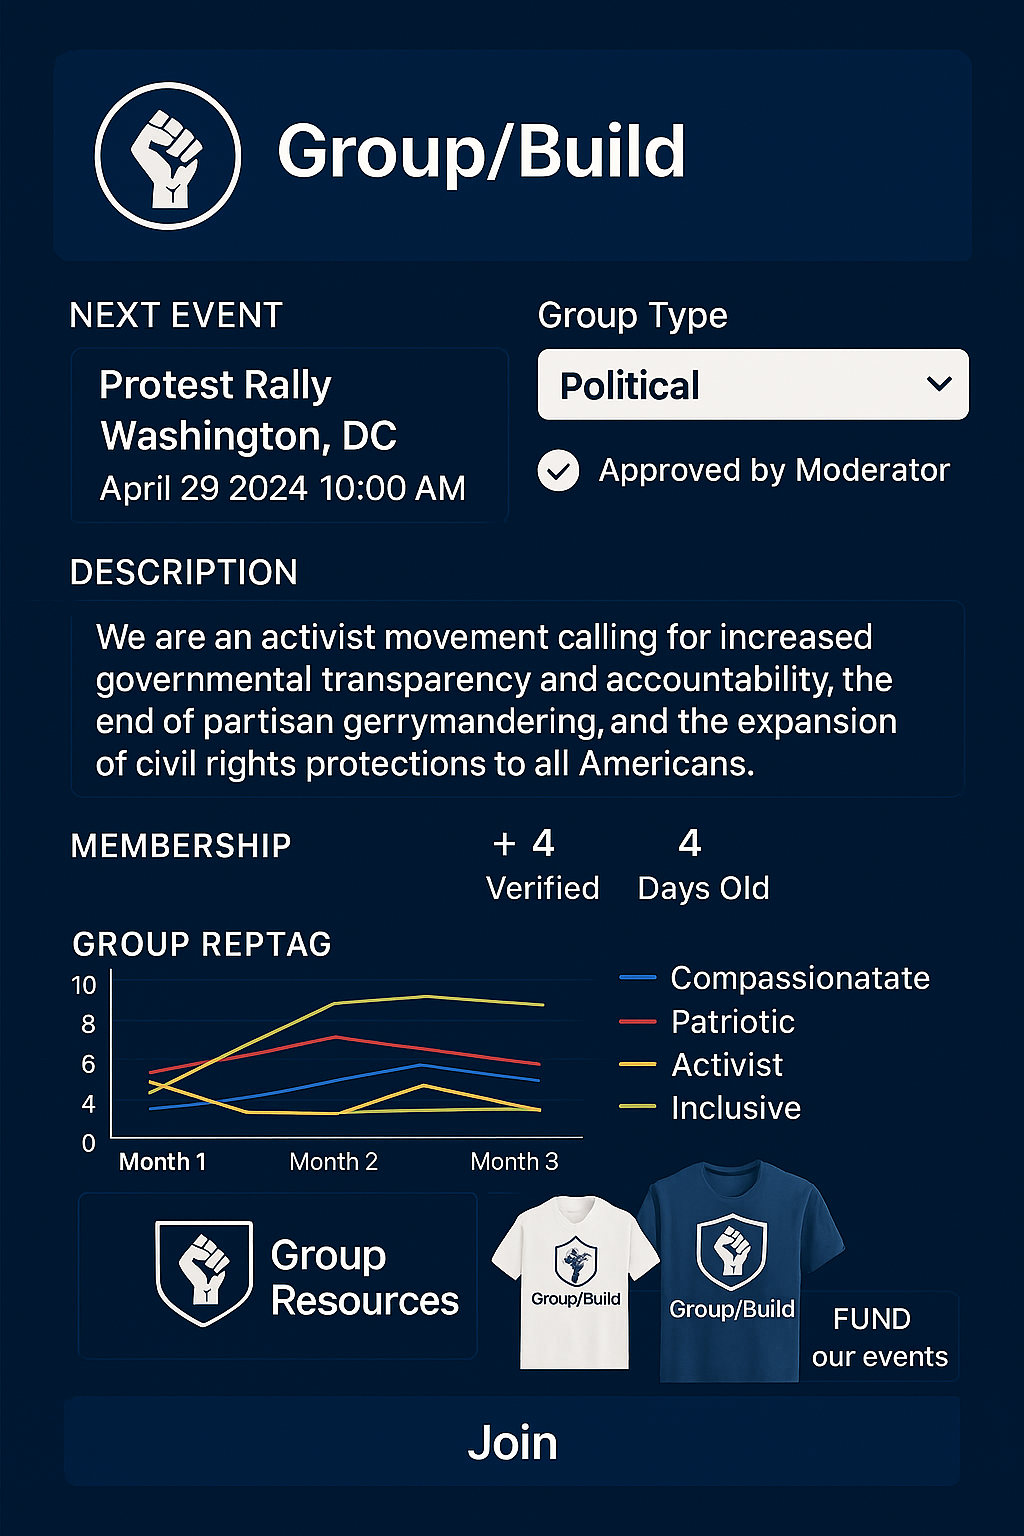 Group/Build
NEXT EVENT
Protest Rally
Washington, DC
April 29 2024 10:00 AM
Group Type
Political
Approved by Moderator
DESCRIPTION
We are an activist movement calling for increased
governmental transparency and accountability, the
end of partisan gerrymandering, and the expansion
of civil rights protections to all Americans.
MEMBERSHIP
+ 4
Verified
4
Days Old
GROUP REPTAG
10
8
6
4
0
Month 1
Month 2
Month 3
Compassionatate
Patriotic
Activist
Inclusive
Group
Resources
Group/Build
Group/Build
FUND
our events
Join